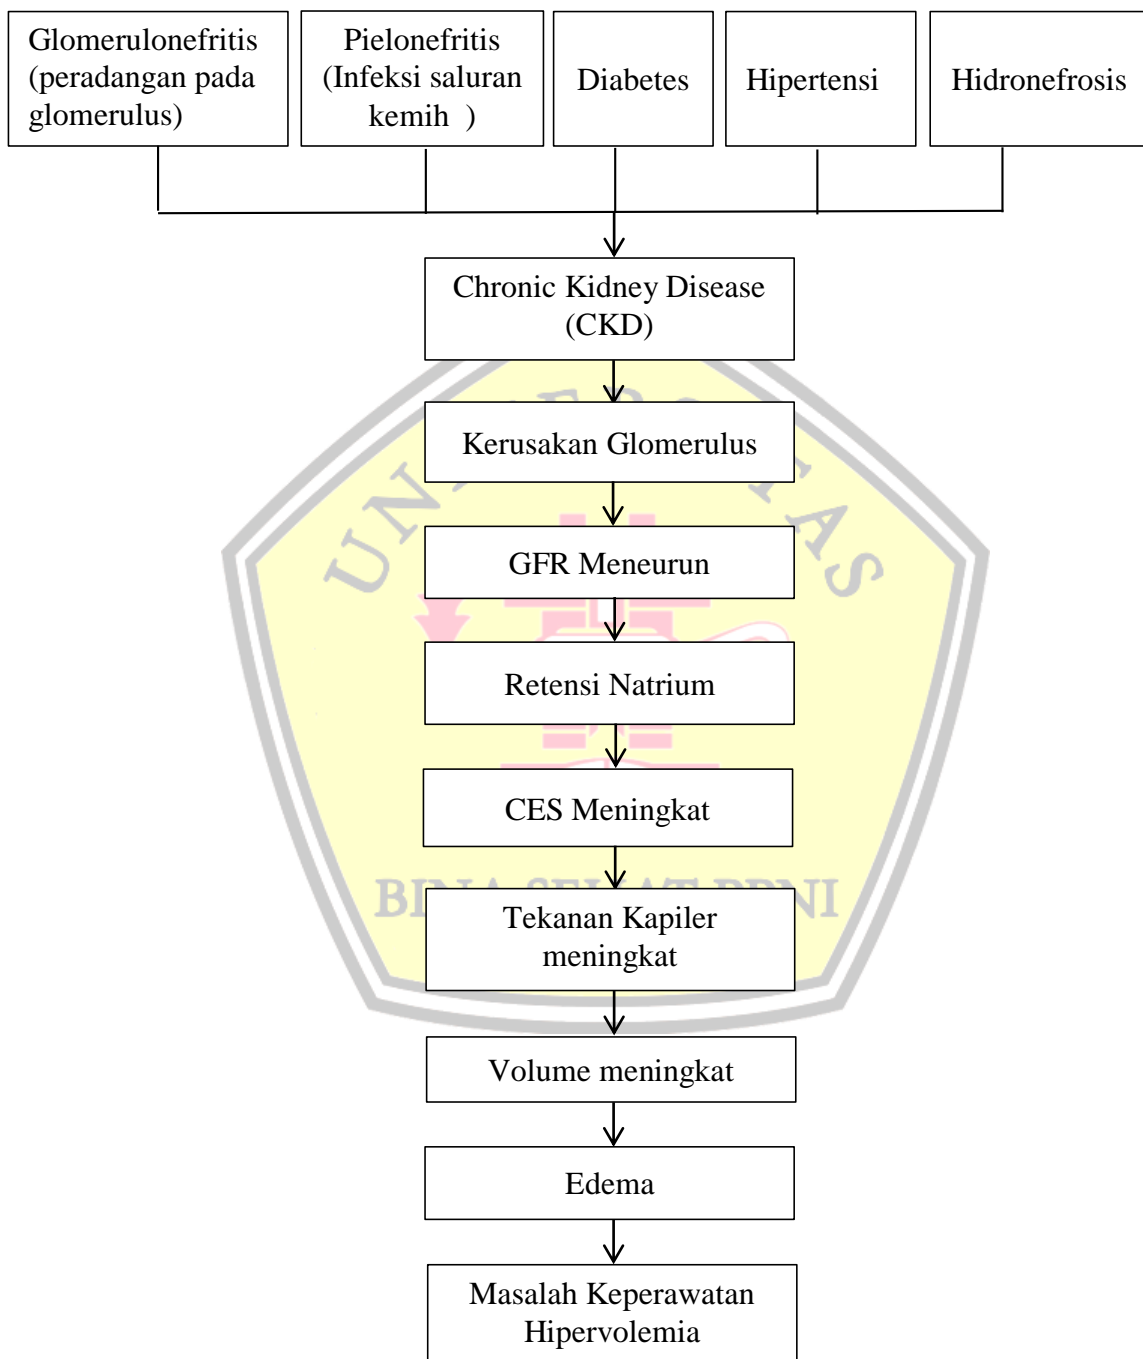 Glomerulonefritis
(peradangan pada
glomerulus)
Pielonefritis
(Infeksi saluran
kemih )
Diabetes
Hipertensi
Hidronefrosis
Chronic Kidney Disease
(CKD)
Kerusakan Glomerulus
GFR Meneurun
Retensi Natrium
CES Meningkat
Tekanan Kapiler
meningkat
Volume meningkat
Edema
Masalah Keperawatan
Hipervolemia